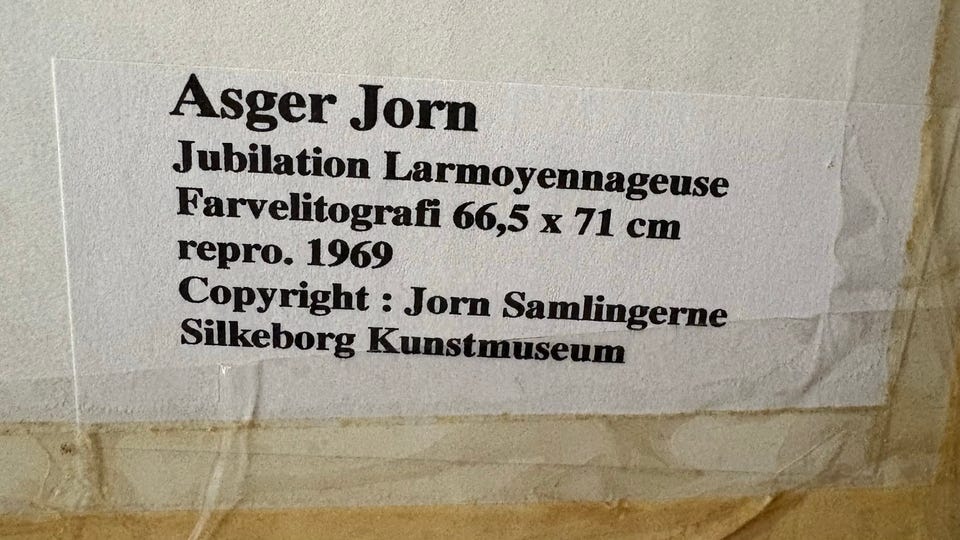 Asger Jorn
Jubilation Larmoyennageuse
Farvelitografi 66,5 x 71 cm
repro. 1969
Copyright : Jorn Samlingerne
Silkeborg Kunstmuseum